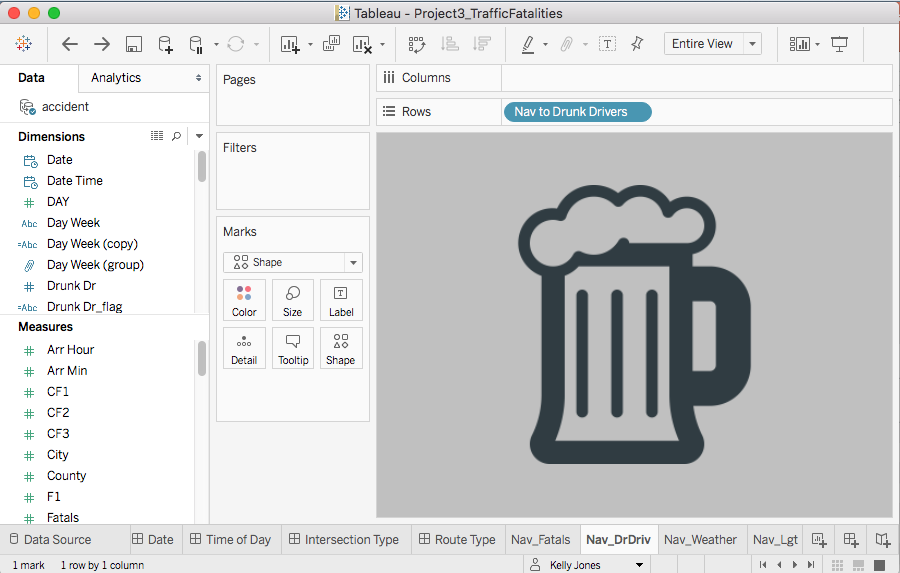 Tableau - Project3_TrafficFatalities
Entire View
Data
Analytics
accident
Dimensions
Date
Date Time
DAY
Abc Day Week
=Abc Day Week (copy)
Day Week (group)
Drunk Dr
=Abc Drunk Dr_flag
Measures
Arr Hour
Arr Min
CF1
CF2
CF3
City
County
F1
Fatals
Pages
Filters
Marks
Shape
Color
Size
T
Label
Detail
Tooltip
Shape
T
Columns
Rows
Nav to Drunk Drivers
Data Source
Date
Time of Day
Intersection Type
Route Type
Nav_Fatals
Nav_DrDriv
Nav_Weather
Nav_Lgt
1 mark
1 row by 1 column
Kelly Jones